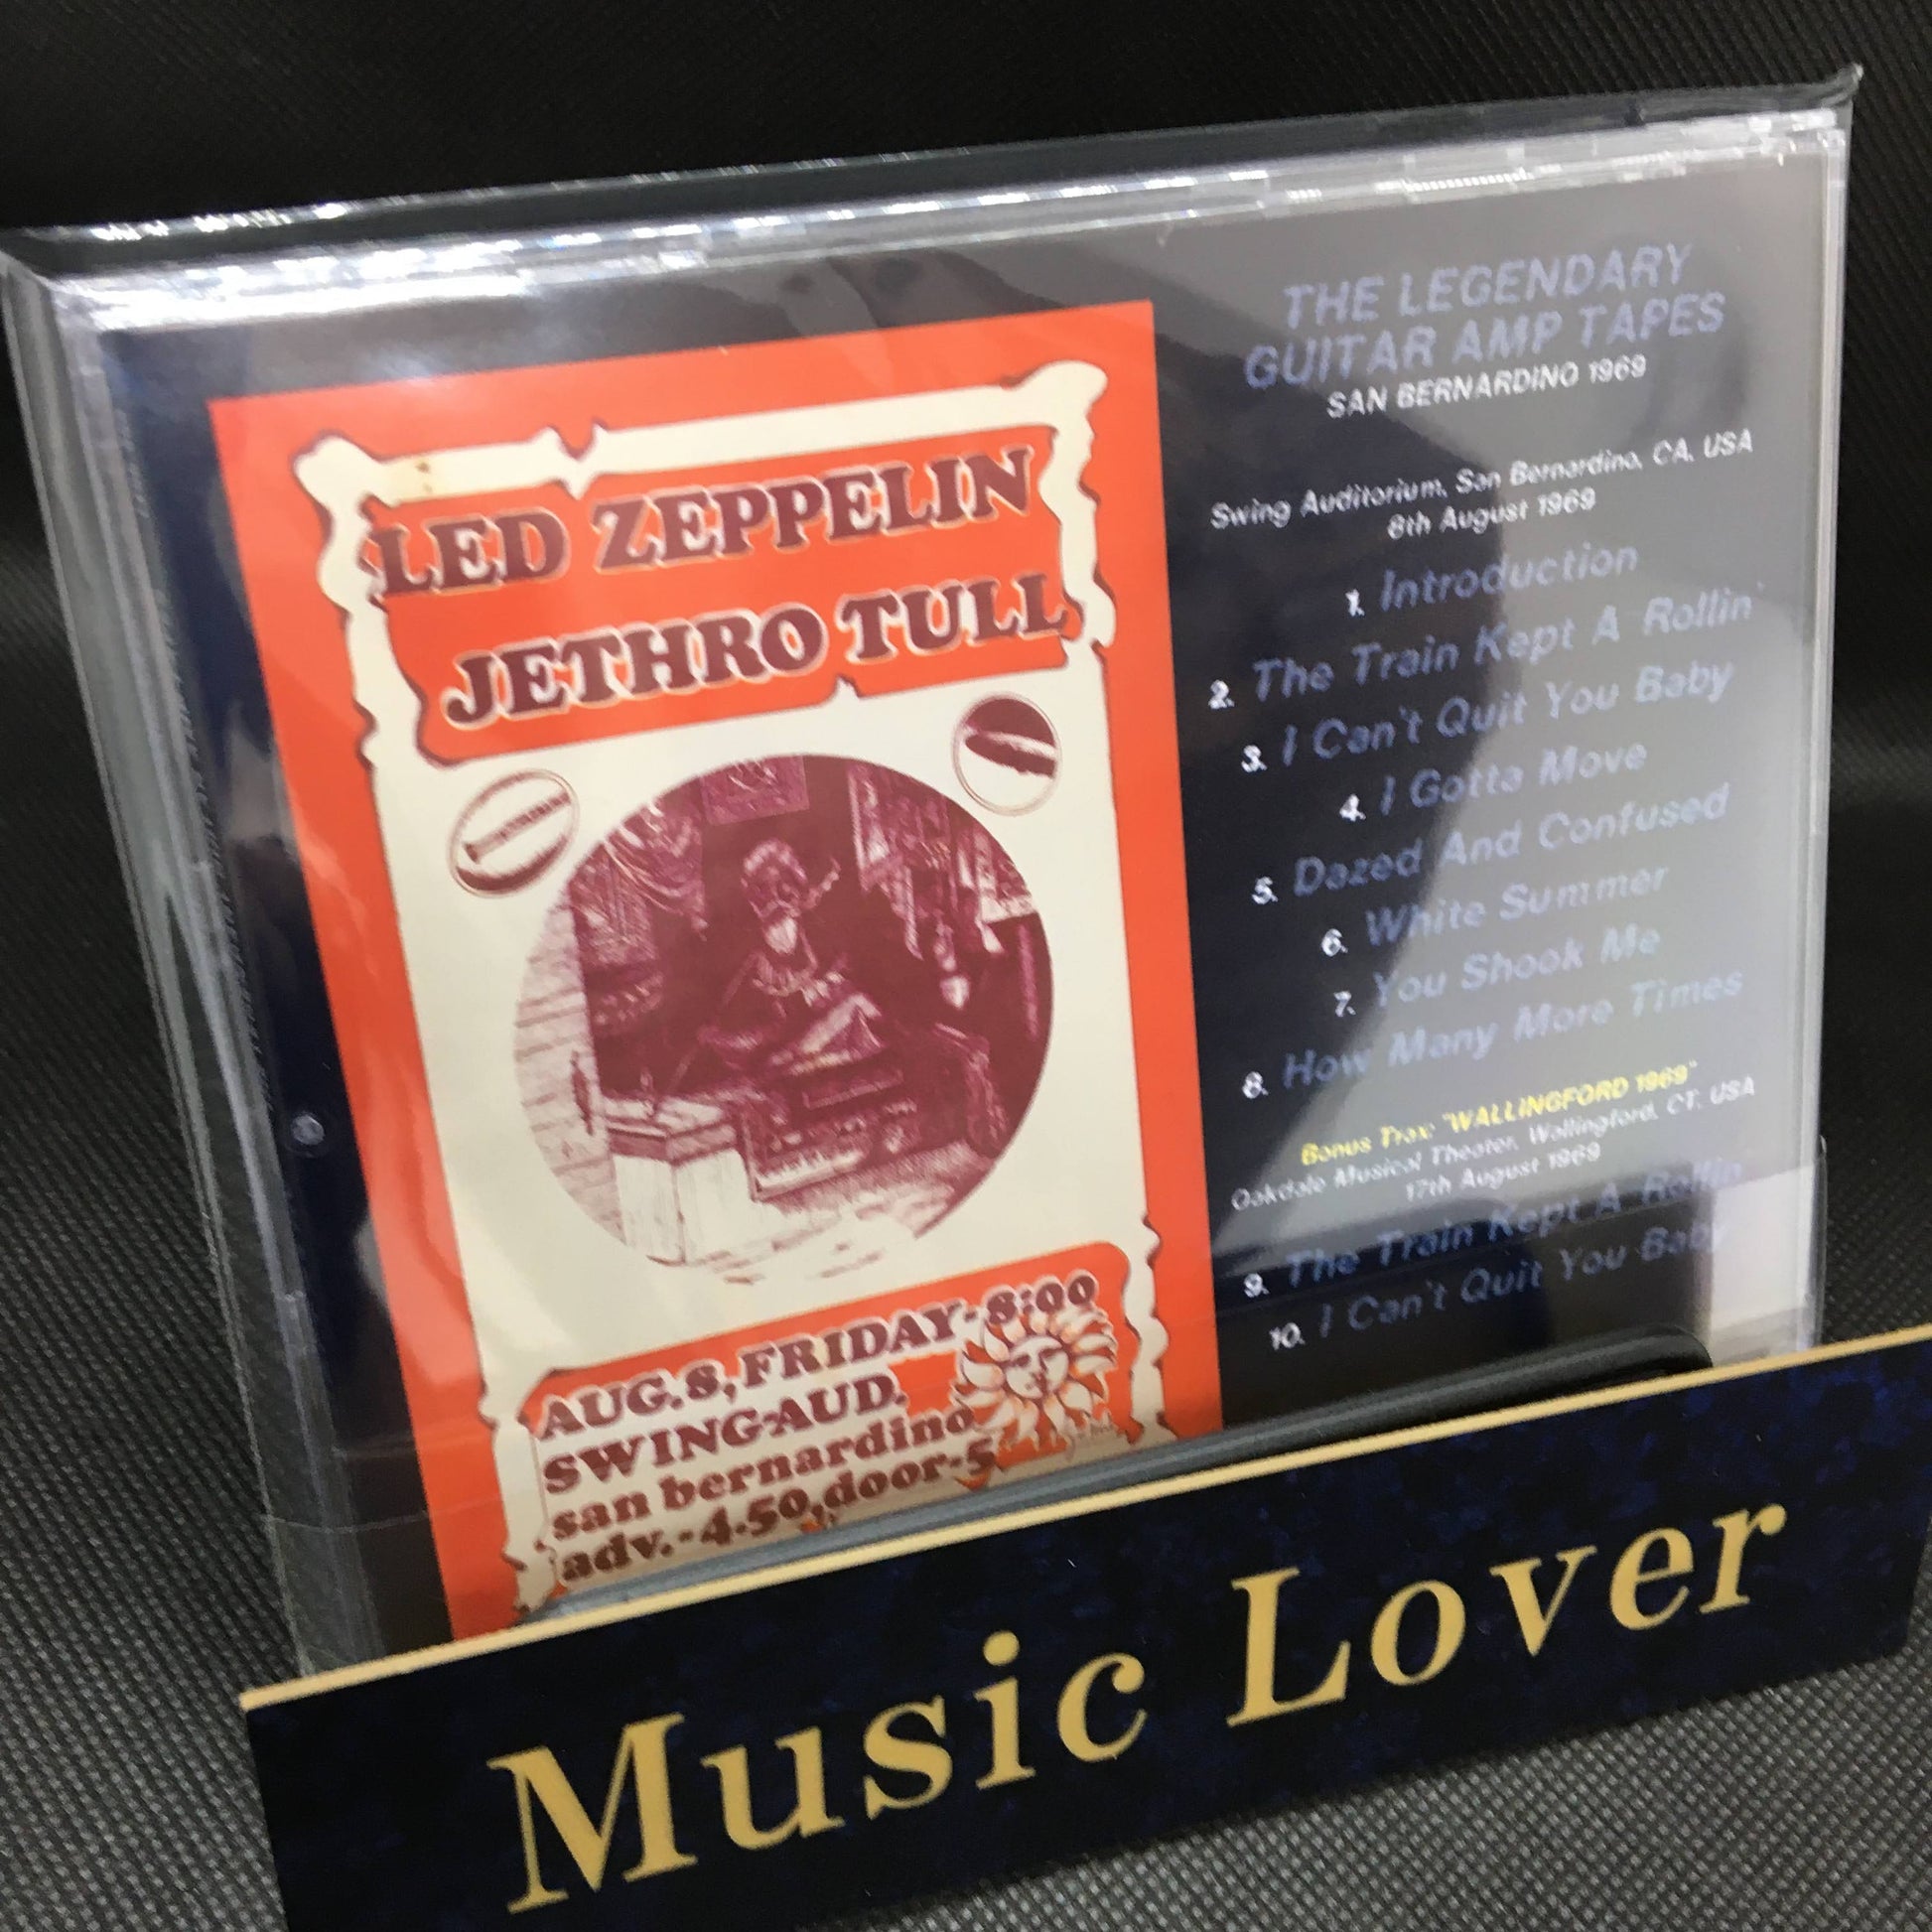 LED ZEPPELIN
JETHRO TULL
AUG.8,FRIDAY-8:00
SWING-AUD.
san bernardino
adv.-4.50,door-5
THE LEGENDARY
GUITAR AMP TAPES
SAN BERNARDINO 1969
Swing Auditorium, San Bernardino, CA, USA
8th August 1969
1. Introduction
2. The Train Kept A Rollin'
3. I Can't Quit You Baby
4. I Gotta Move
5. Dazed And Confused
6. White Summer
7. You Shook Me
8. How Many More Times
Bonus Trax: "WALLINGFORD 1969"
Oakdale Musical Theater, Wallingford, CT, USA
17th August 1969
9. The Train Kept A Rollin
10. I Can't Quit You Baby
Music Lover